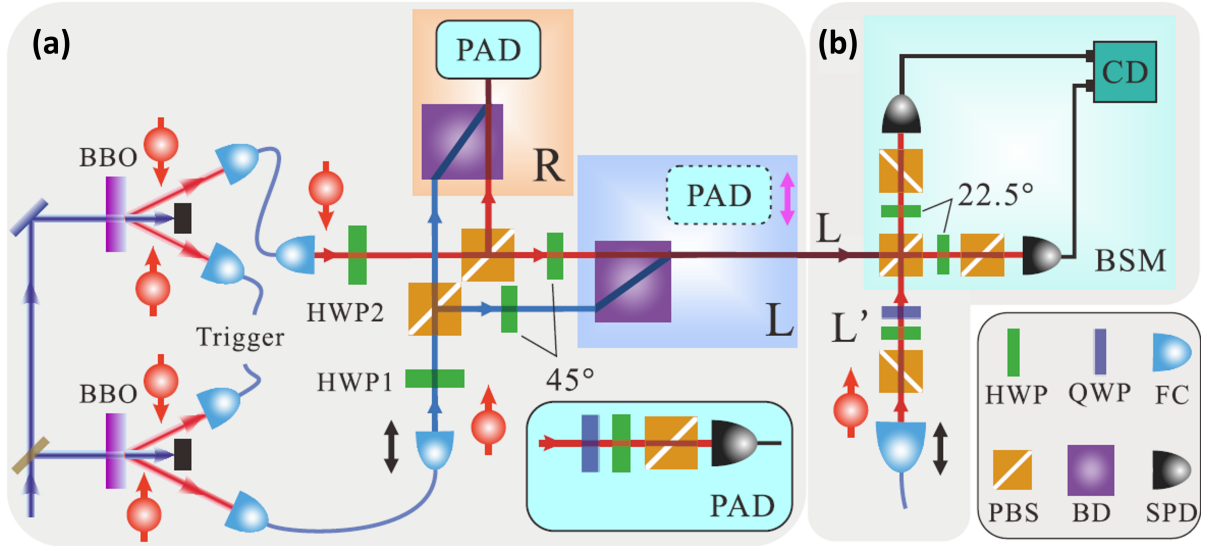 (a)
PAD
R
BBO
PAD
L
HWP2
L
Trigger
HWP1
45°
BBO
PAD
(b)
CD
22.5°
BSM
L'
HWP
QWP
FC
PBS
BD
SPD